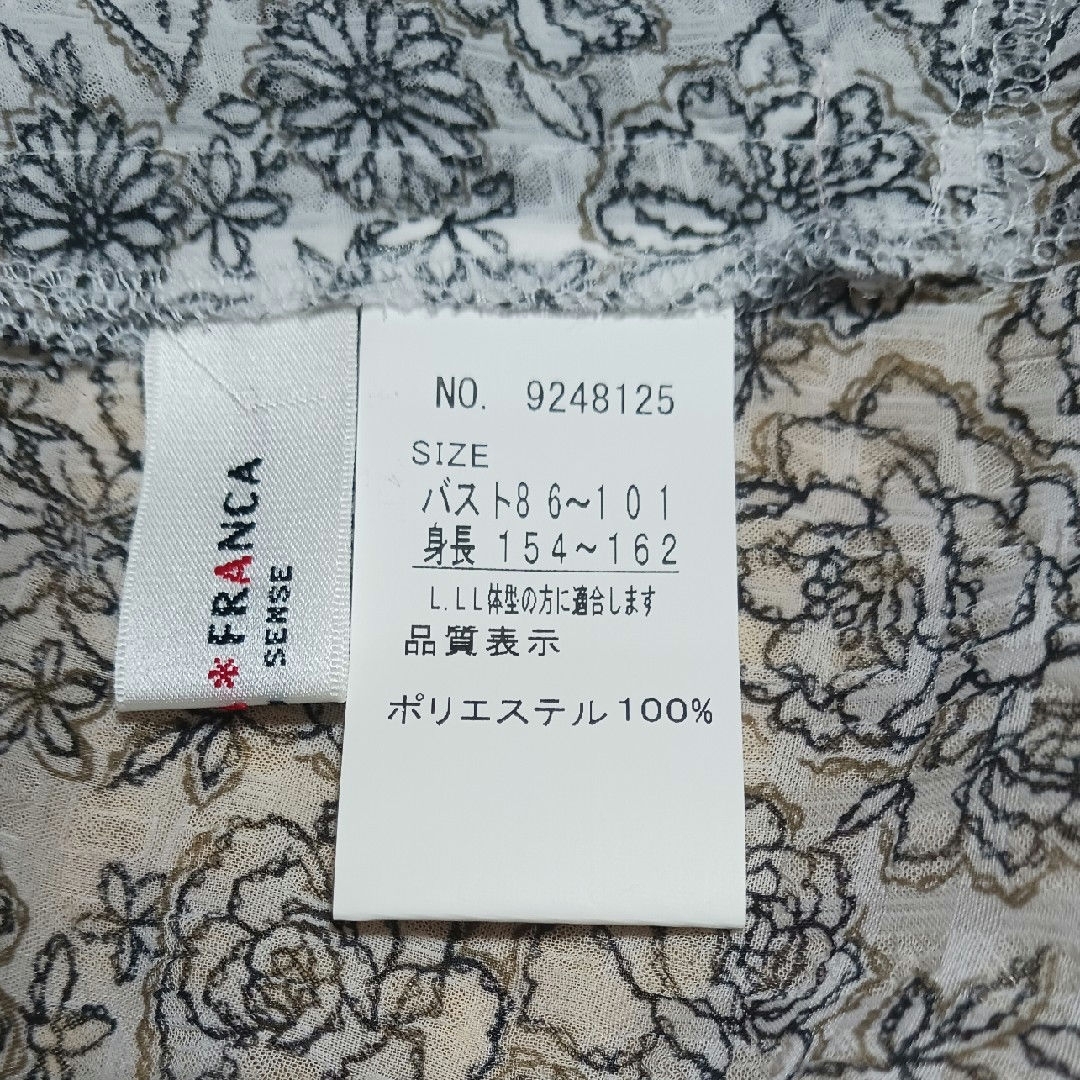 *FRANCA
SENSE
NO. 9248125
SIZE
バスト86~101
身長 154~162
L.LL体型の方に適合します
品質表示
ポリエステル100%